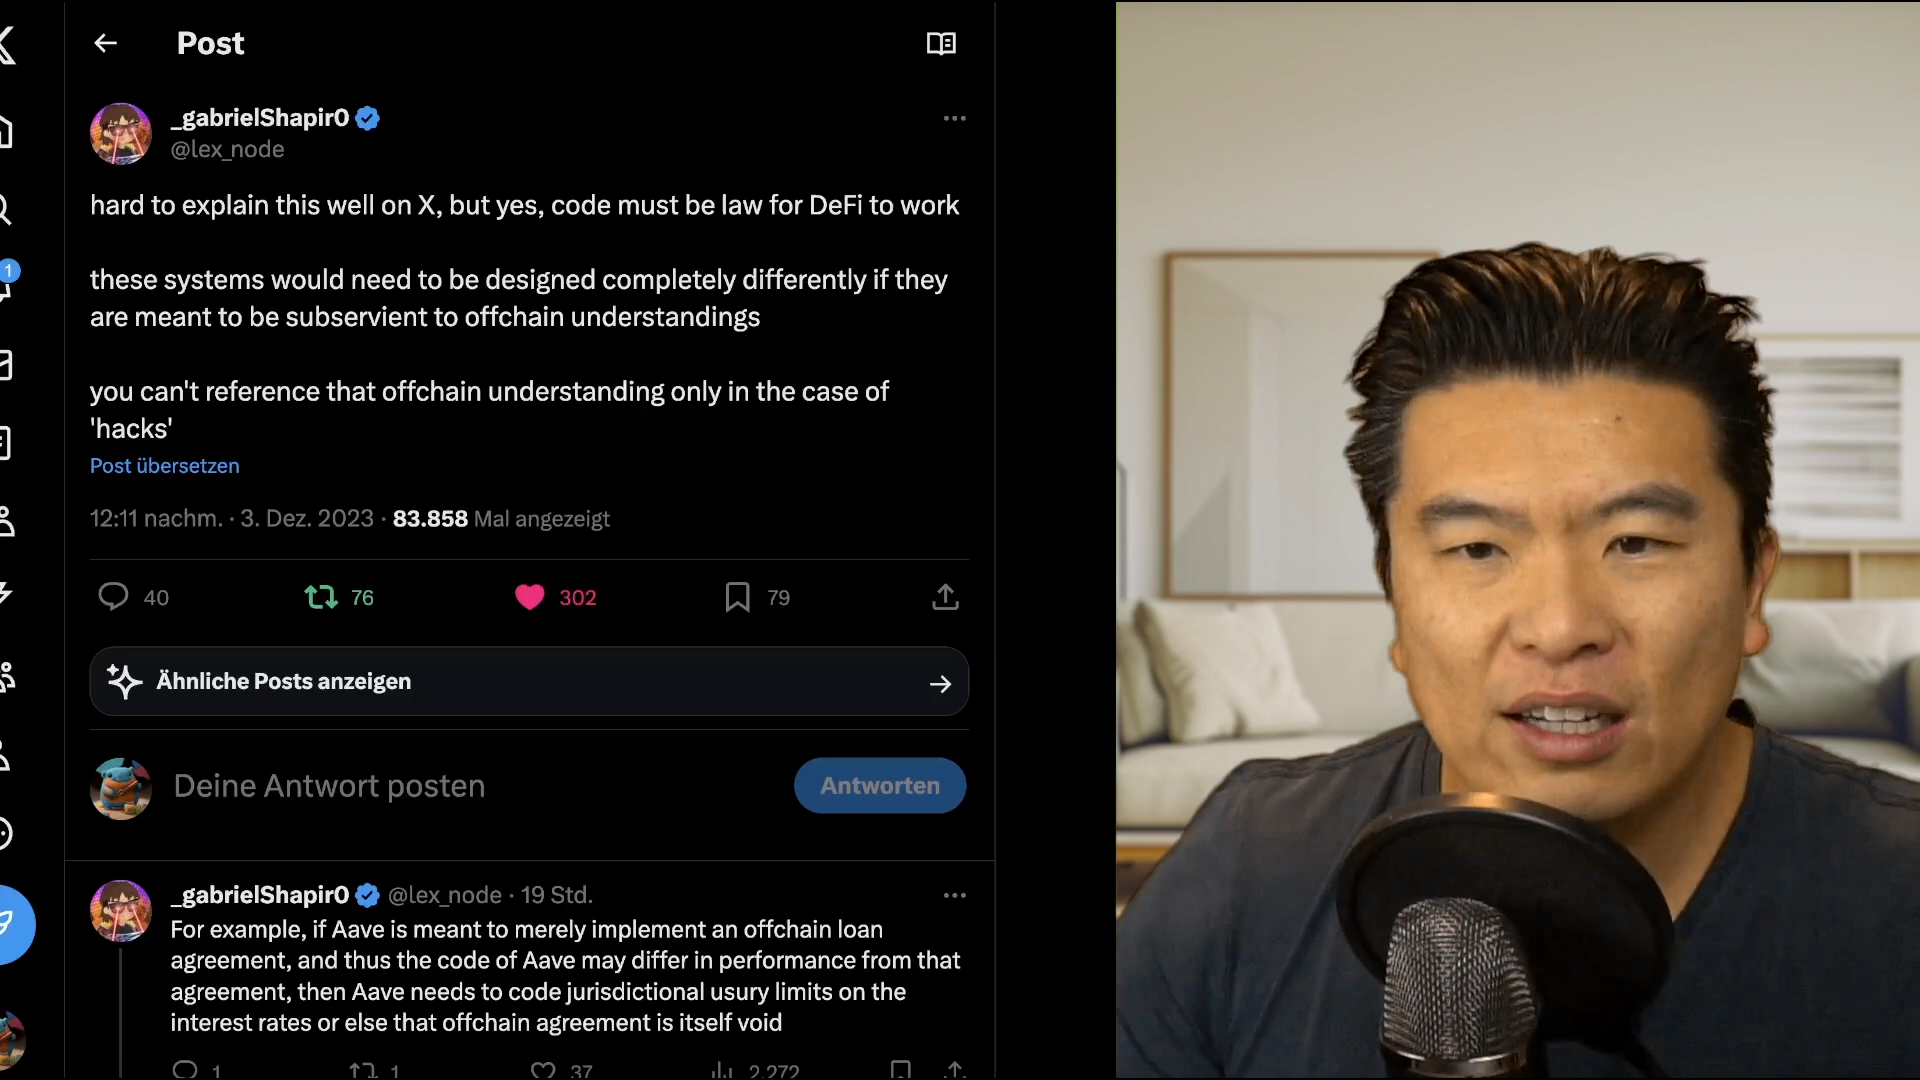 Post
_gabrielShapir0
@lex_node
hard to explain this well on X, but yes, code must be law for DeFi to work
these systems would need to be designed completely differently if they
are meant to be subservient to offchain understandings
you can't reference that offchain understanding only in the case of
'hacks'
Post übersetzen
12:11 nachm. · 3. Dez. 2023 · 83.858 Mal angezeigt
40 76 302 79
1
Ähnliche Posts anzeigen
Deine Antwort posten
Antworten
_gabrielShapir0 @lex_node · 19 Std.
For example, if Aave is meant to merely implement an offchain loan
agreement, and thus the code of Aave may differ in performance from that
agreement, then Aave needs to code jurisdictional usury limits on the
interest rates or else that offchain agreement is itself void
1 1 37 2.272